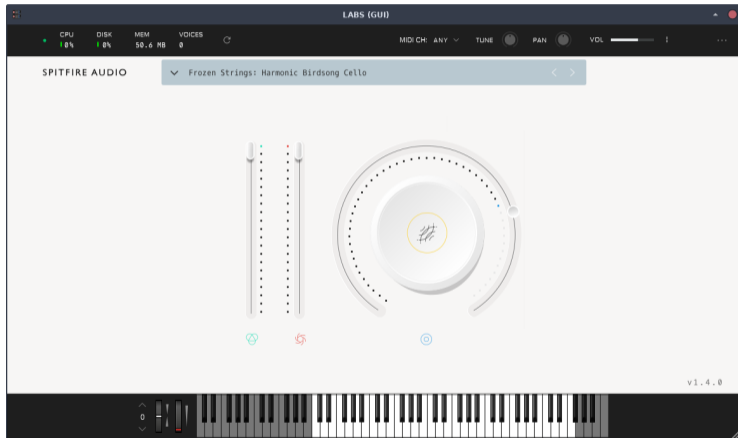 LABS (GUI)
CPU DISK MEM VOICES
0% 0% 50.6 MB 0
MIDI CH: ANY TUNE PAN VOL
SPITFIRE AUDIO
Frozen Strings: Harmonic Birdsong Cello
v1.4.0
0